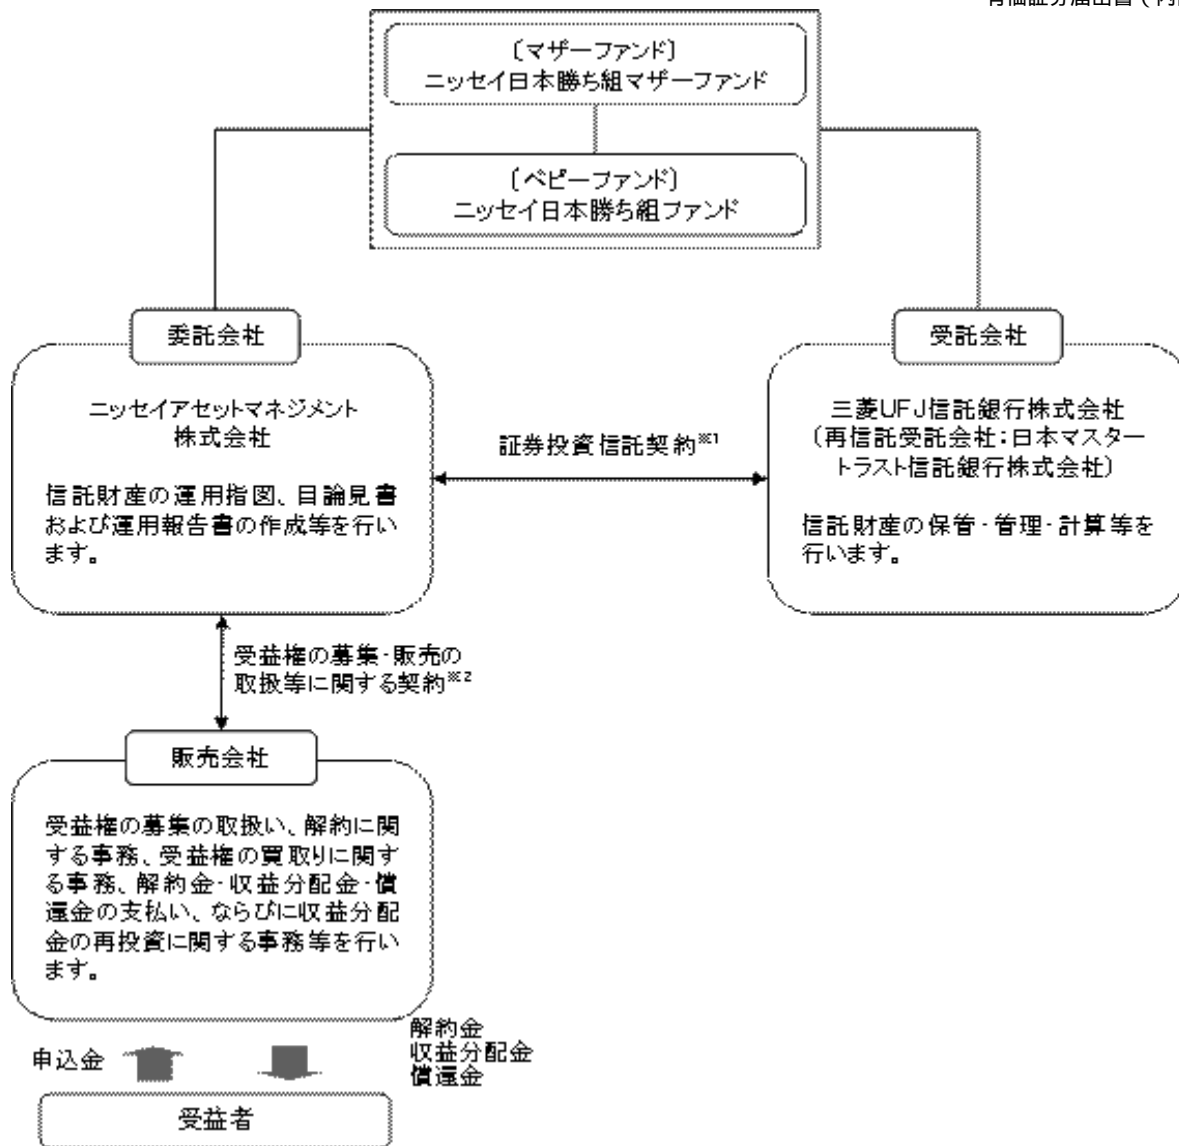 〔マザーファンド〕
ニッセイ日本勝ち組マザーファンド
〔ベビーファンド〕
ニッセイ日本勝ち組ファンド
委託会社
ニッセイアセットマネジメント
株式会社
信託財産の運用指図、目論見書
および運用報告書の作成等を行い
ます。
証券投資信託契約※1
受託会社
三菱UFJ信託銀行株式会社
(再信託受託会社:日本マスター
トラスト信託銀行株式会社)
信託財産の保管・管理・計算等を
行います。
受益権の募集・販売の
取扱等に関する契約※2
販売会社
受益権の募集の取扱い、解約に関
する事務、受益権の買取りに関す
る事務、解約金・収益分配金・償
還金の支払い、ならびに収益分配
金の再投資に関する事務等を行い
ます。
申込金
解約金
収益分配金
償還金
受益者